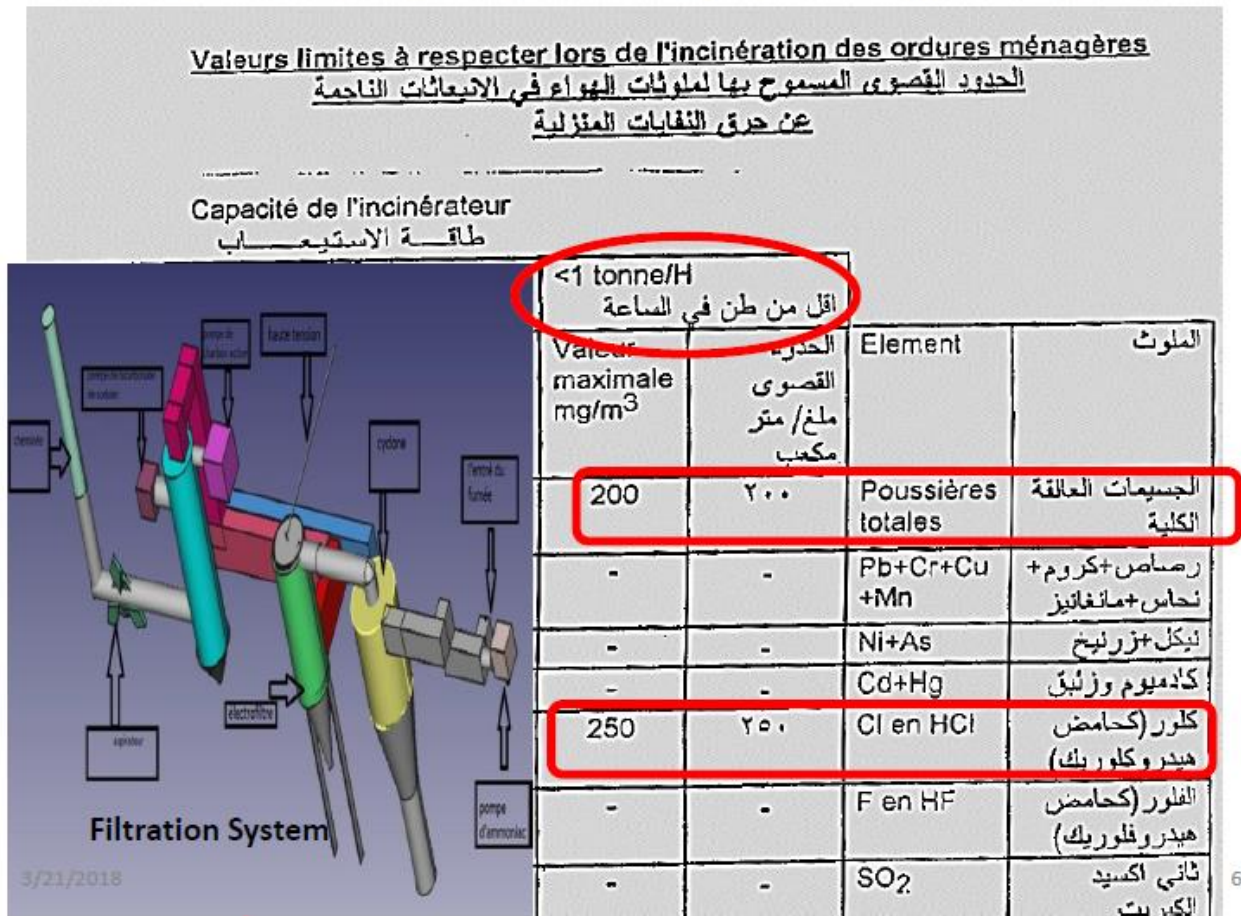 Valeurs limites à respecter lors de l'incinération des ordures ménagères
الحدود القصوى المسموح بها لملوثات الهواء في الانبعاثات الناجمة
عن حرق النفايات المنزلية
Capacité de l'incinérateur
طاقــة الاستيعــــاب
<1 tonne/H
اقل من طن في الساعة
Valeur
maximale
mg/m3
الحدود
القصوى
ملغ/ متر
مكعب
Element
الملوث
200
٢٠٠
Poussières
totales
الجسيمات العالقة
الكلية
-
-
Pb+Cr+Cu
+Mn
رصاص+كروم+
نحاس+مانغانيز
-
-
Ni+As
نيكل+زرنيخ
-
-
Cd+Hg
كادميوم وزئبق
250
٢٥٠
Cl en HCl
كلور (كحامض
هيدروكلوريك)
-
-
F en HF
الفلور (كحامض
هيدروفلوريك)
-
-
SO2
ثاني اكسيد
الكبريت
haute tension
cheminée
cyclone
l'entré du
fumée
electrofiltre
aspirateur
pompe
d'ammoniac
Filtration System
3/21/2018
6